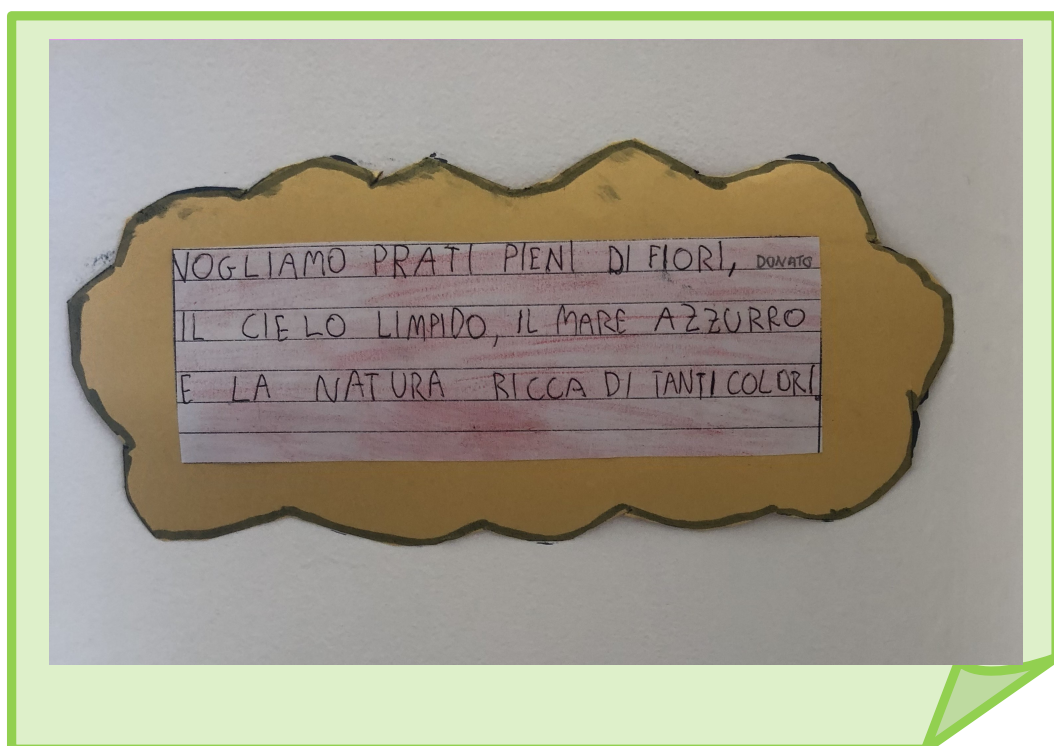 VOGLIAMO PRATI PIENI DI FIORI, DONATO
IL CIELO LIMPIDO, IL MARE AZZURRO
E LA NATURA RICCA DI TANTI COLORI.